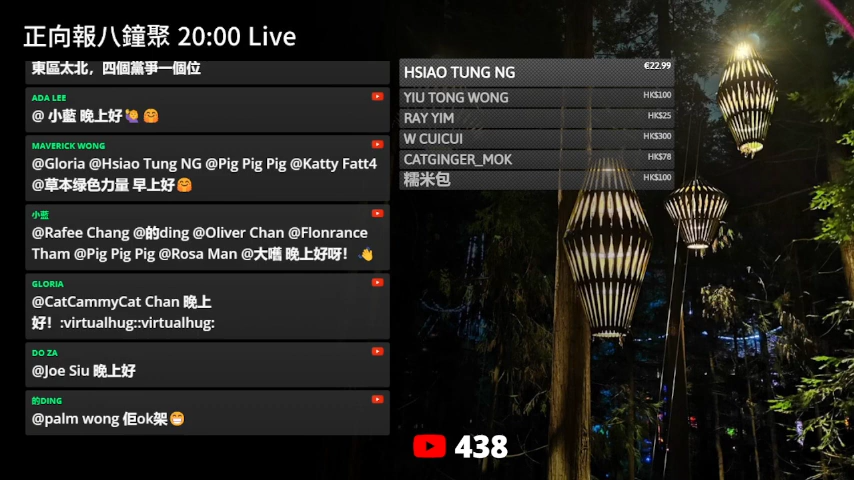 正向報八鐘聚 20:00 Live
東區太北，四個黨爭一個位
ADA LEE
@ 小藍 晚上好🙋🤗
MAVERICK WONG
@Gloria @Hsiao Tung NG @Pig Pig Pig @Katty Fatt4
@草本绿色力量 早上好🤗
小藍
@Rafee Chang @的ding @Oliver Chan @Flonrance
Tham @Pig Pig Pig @Rosa Man @大嚿 晚上好呀！👋
GLORIA
@CatCammyCat Chan 晚上
好！:virtualhug::virtualhug:
DO ZA
@Joe Siu 晚上好
的DING
@palm wong 佢ok架😁
HSIAO TUNG NG €22.99
YIU TONG WONG HK$100
RAY YIM HK$25
W CUICUI HK$300
CATGINGER_MOK HK$78
糯米包 HK$100
438